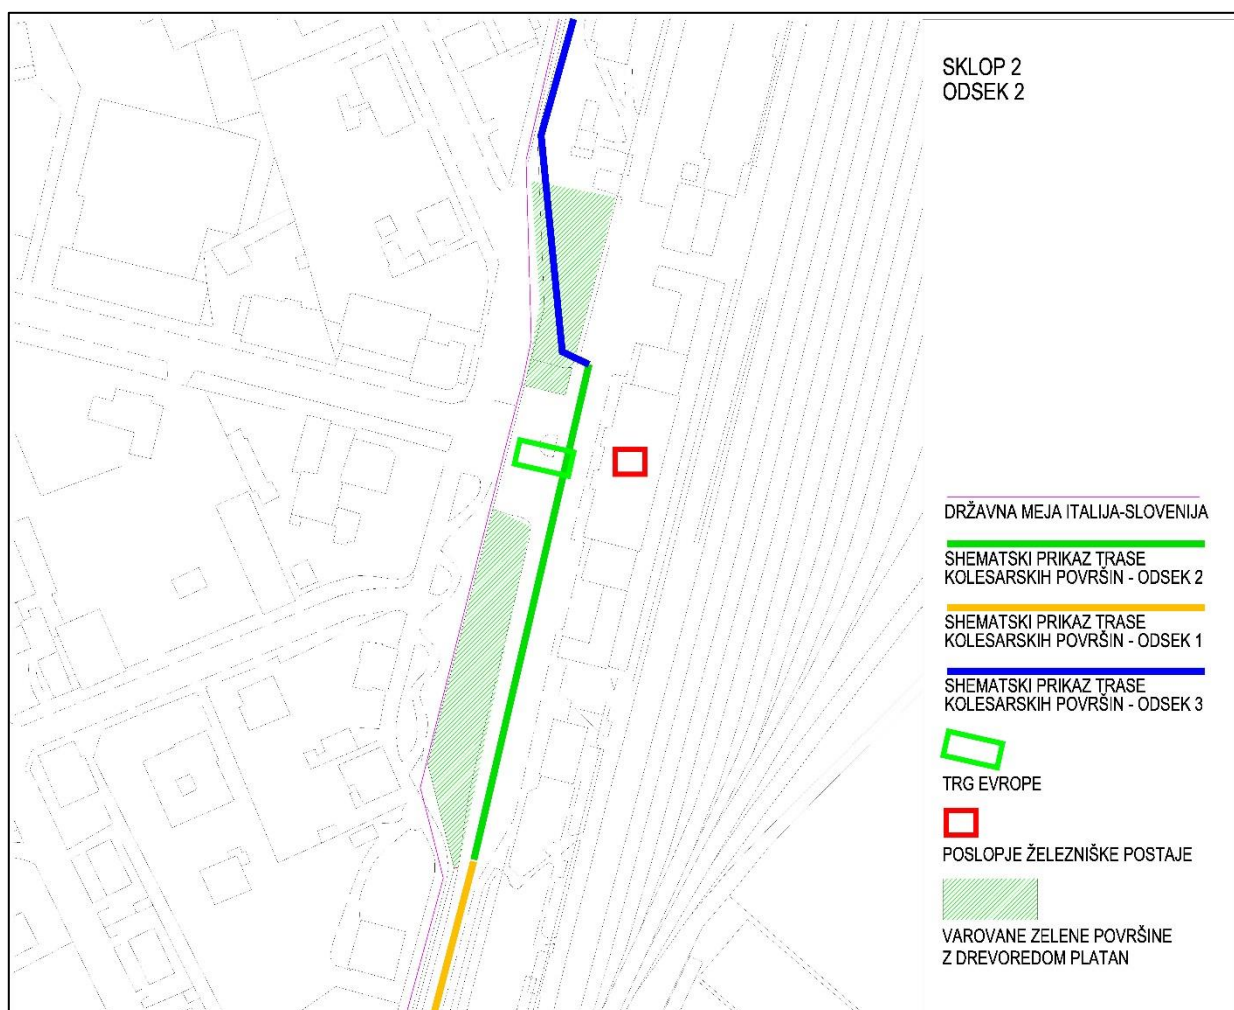 SKLOP 2
ODSEK 2
DRŽAVNA MEJA ITALIJA-SLOVENIJA
SHEMATSKI PRIKAZ TRASE
KOLESARSKIH POVRŠIN - ODSEK 2
SHEMATSKI PRIKAZ TRASE
KOLESARSKIH POVRŠIN - ODSEK 1
SHEMATSKI PRIKAZ TRASE
KOLESARSKIH POVRŠIN - ODSEK 3
TRG EVROPE
POSLOPJE ŽELEZNIŠKE POSTAJE
VAROVANE ZELENE POVRŠINE
Z DREVOREDOM PLATAN